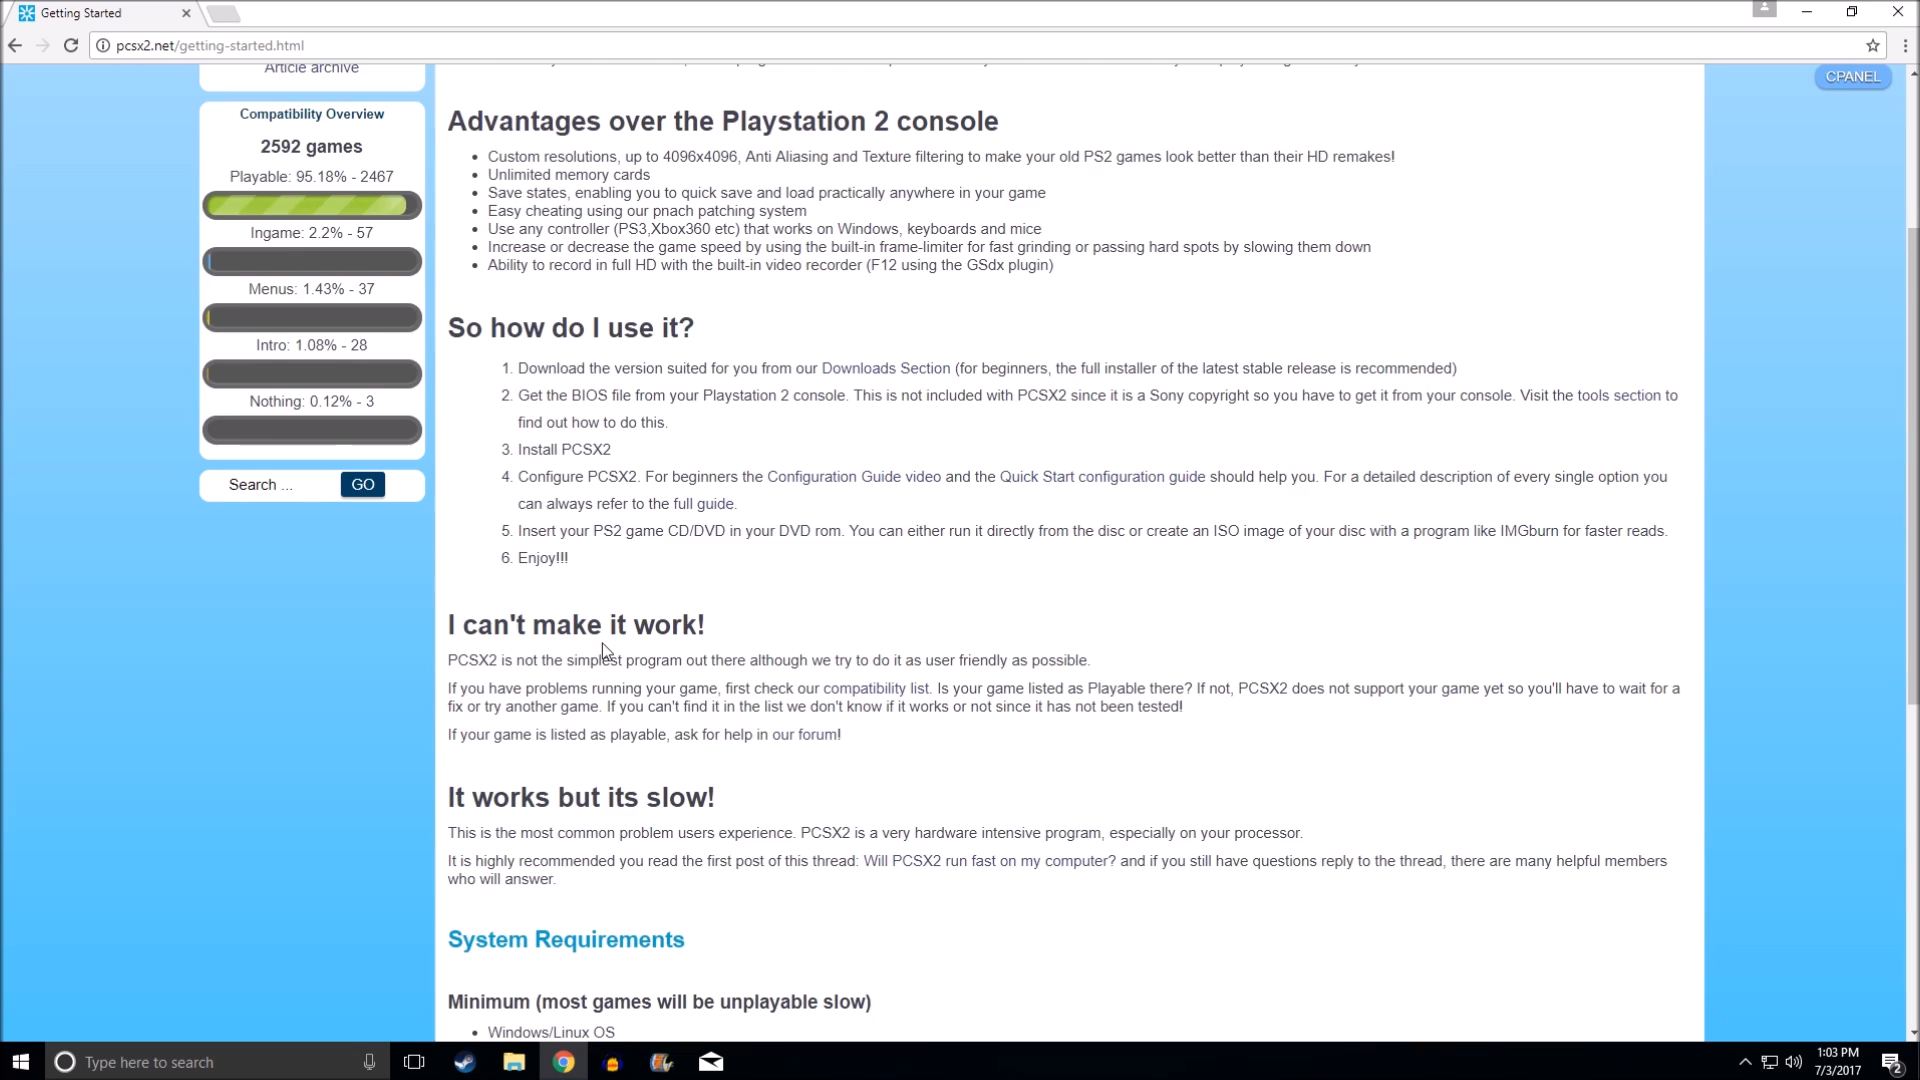 Getting Started
pcsx2.net/getting-started.html
CPANEL
Article archive
Compatibility Overview
2592 games
Playable: 95.18% - 2467
Ingame: 2.2% - 57
Menus: 1.43% - 37
Intro: 1.08% - 28
Nothing: 0.12% - 3
Search ...
GO
Advantages over the Playstation 2 console
• Custom resolutions, up to 4096x4096, Anti Aliasing and Texture filtering to make your old PS2 games look better than their HD remakes!
• Unlimited memory cards
• Save states, enabling you to quick save and load practically anywhere in your game
• Easy cheating using our pnach patching system
• Use any controller (PS3,Xbox360 etc) that works on Windows, keyboards and mice
• Increase or decrease the game speed by using the built-in frame-limiter for fast grinding or passing hard spots by slowing them down
• Ability to record in full HD with the built-in video recorder (F12 using the GSdx plugin)
So how do I use it?
1. Download the version suited for you from our Downloads Section (for beginners, the full installer of the latest stable release is recommended)
2. Get the BIOS file from your Playstation 2 console. This is not included with PCSX2 since it is a Sony copyright so you have to get it from your console. Visit the tools section to
find out how to do this.
3. Install PCSX2
4. Configure PCSX2. For beginners the Configuration Guide video and the Quick Start configuration guide should help you. For a detailed description of every single option you
can always refer to the full guide.
5. Insert your PS2 game CD/DVD in your DVD rom. You can either run it directly from the disc or create an ISO image of your disc with a program like IMGburn for faster reads.
6. Enjoy!!!
I can't make it work!
PCSX2 is not the simplest program out there although we try to do it as user friendly as possible.
If you have problems running your game, first check our compatibility list. Is your game listed as Playable there? If not, PCSX2 does not support your game yet so you'll have to wait for a
fix or try another game. If you can't find it in the list we don't know if it works or not since it has not been tested!
If your game is listed as playable, ask for help in our forum!
It works but its slow!
This is the most common problem users experience. PCSX2 is a very hardware intensive program, especially on your processor.
It is highly recommended you read the first post of this thread: Will PCSX2 run fast on my computer? and if you still have questions reply to the thread, there are many helpful members
who will answer.
System Requirements
Minimum (most games will be unplayable slow)
• Windows/Linux OS
Type here to search
1:03 PM
7/3/2017
2